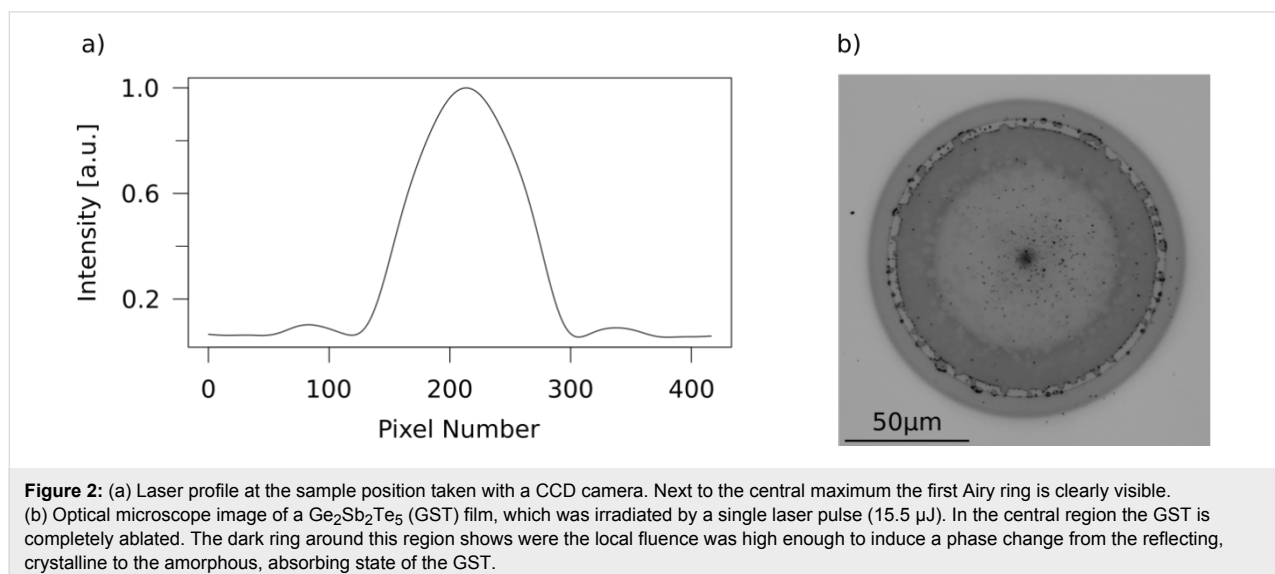 a)
b)
1.0
0.6
0.2
Intensity [a.u.]
0 100 200 300 400
Pixel Number
50µm
Figure 2: (a) Laser profile at the sample position taken with a CCD camera. Next to the central maximum the first Airy ring is clearly visible.
(b) Optical microscope image of a Ge2Sb2Te5 (GST) film, which was irradiated by a single laser pulse (15.5 µJ). In the central region the GST is
completely ablated. The dark ring around this region shows were the local fluence was high enough to induce a phase change from the reflecting,
crystalline to the amorphous, absorbing state of the GST.